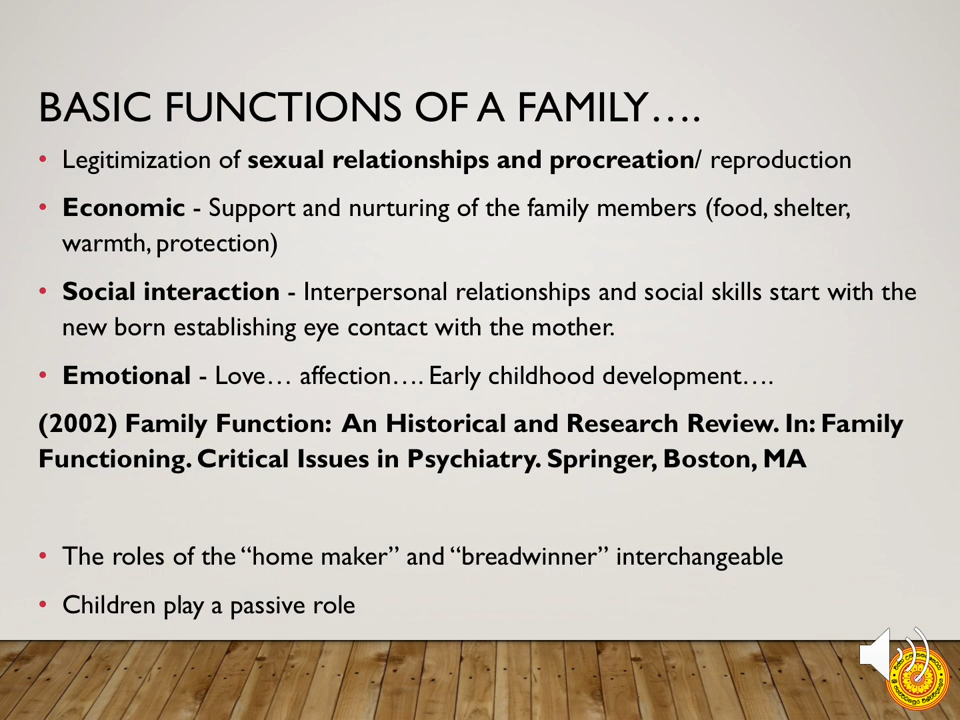 BASIC FUNCTIONS OF A FAMILY….
• Legitimization of sexual relationships and procreation/ reproduction
• Economic - Support and nurturing of the family members (food, shelter,
warmth, protection)
• Social interaction - Interpersonal relationships and social skills start with the
new born establishing eye contact with the mother.
• Emotional - Love… affection…. Early childhood development….
(2002) Family Function: An Historical and Research Review. In: Family
Functioning. Critical Issues in Psychiatry. Springer, Boston, MA
• The roles of the “home maker” and “breadwinner” interchangeable
• Children play a passive role